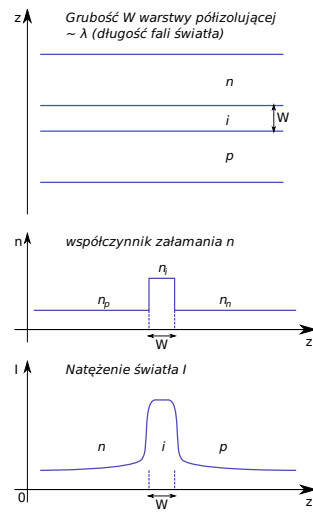 z
Grubość W warstwy półizolującej
~ λ (długość fali światła)
n
i
W
p
n
współczynnik załamania n
nᵢ
nₚ
nₙ
W
z
I
Natężenie światła I
n
i
p
0
W
z